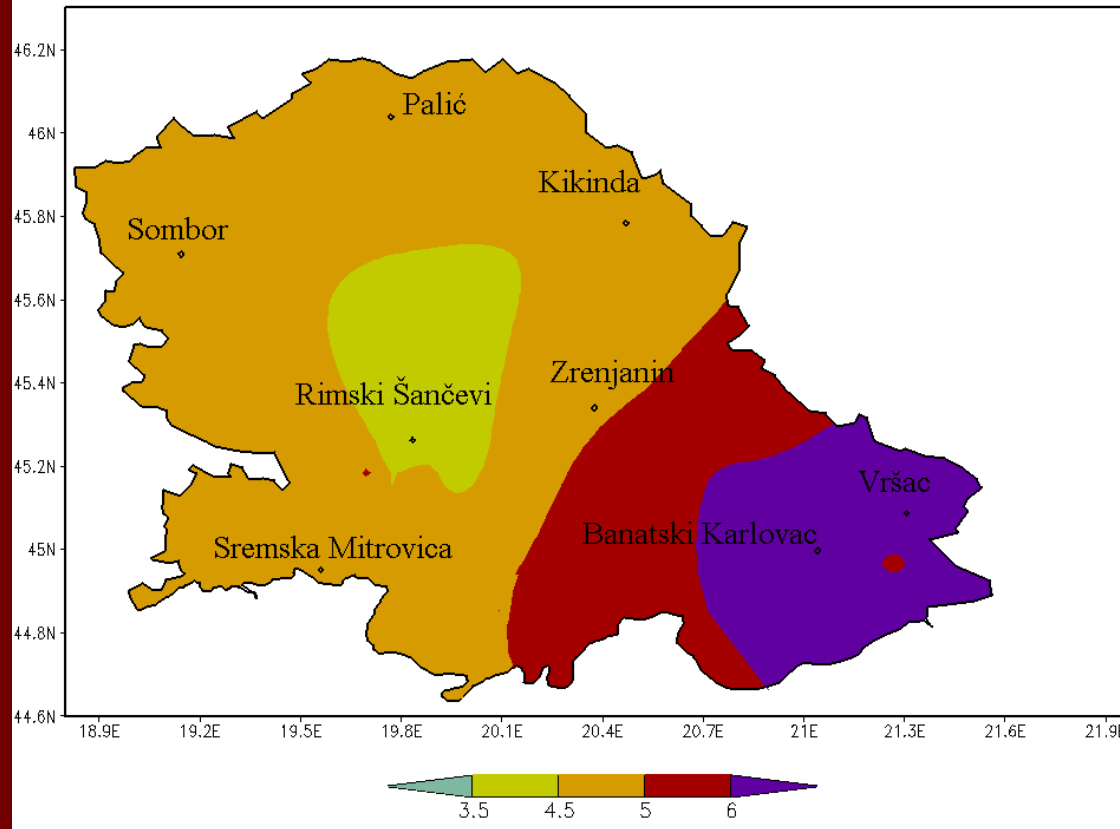 46.2N
Palić
46N
Kikinda
45.8N
Sombor
45.6N
Zrenjanin
45.4N
Rimski Šančevi
45.2N
Vršac
Banatski Karlovac
45N
Sremska Mitrovica
44.8N
44.6N
18.9E 19.2E 19.5E 19.8E 20.1E 20.4E 20.7E 21E 21.3E 21.6E 21.9E
3.5 4.5 5 6